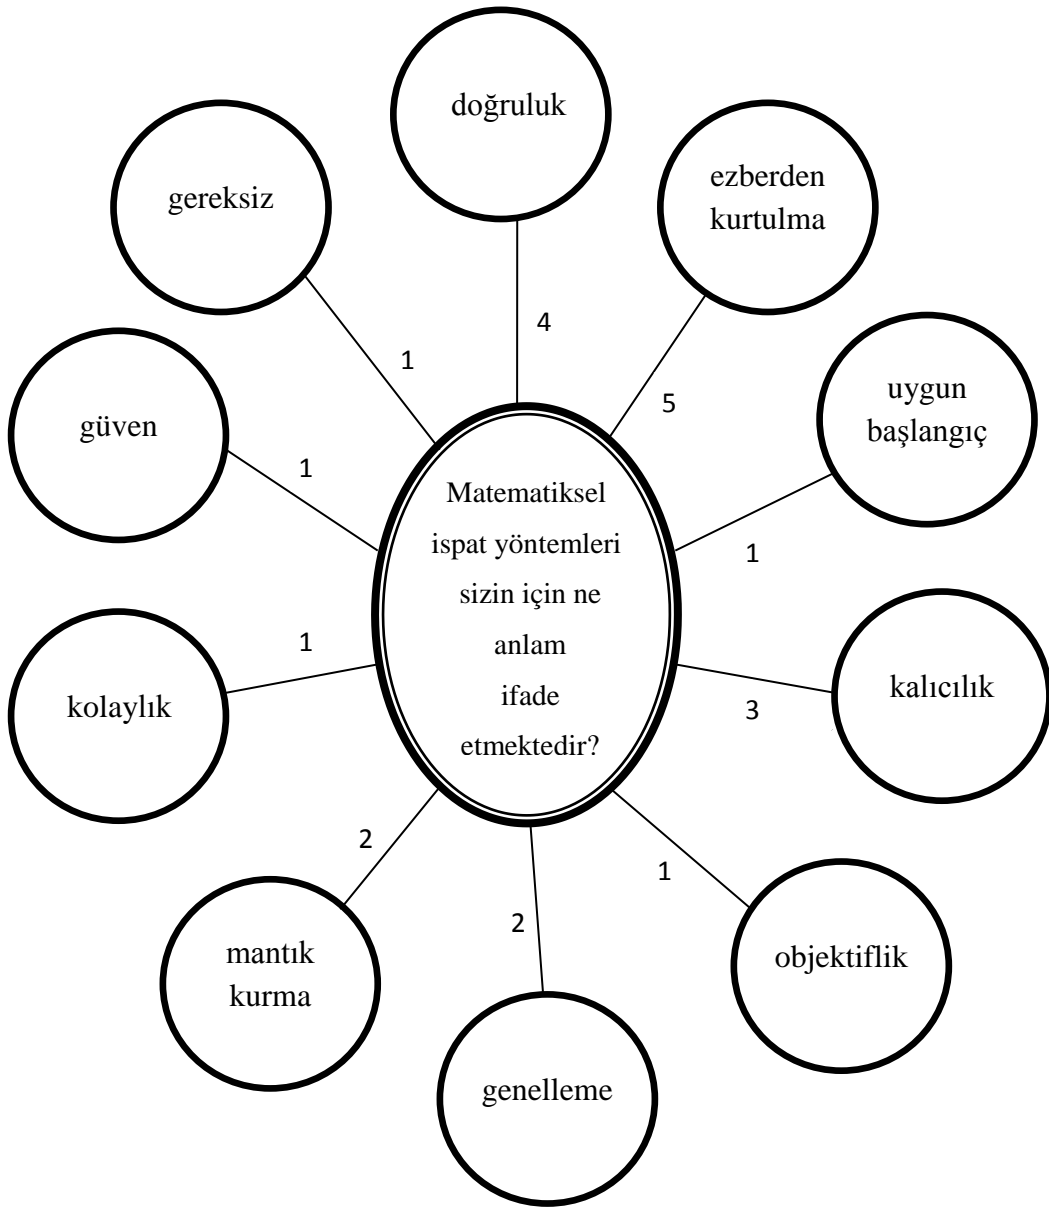 doğruluk
ezberden
kurtulma
gereksiz
4
1
5
uygun
başlangıç
güven
1
1
Matematiksel
ispat yöntemleri
sizin için ne
anlam
ifade
etmektedir?
kolaylık
1
kalıcılık
3
2
1
2
mantık
kurma
objektiflik
genelleme